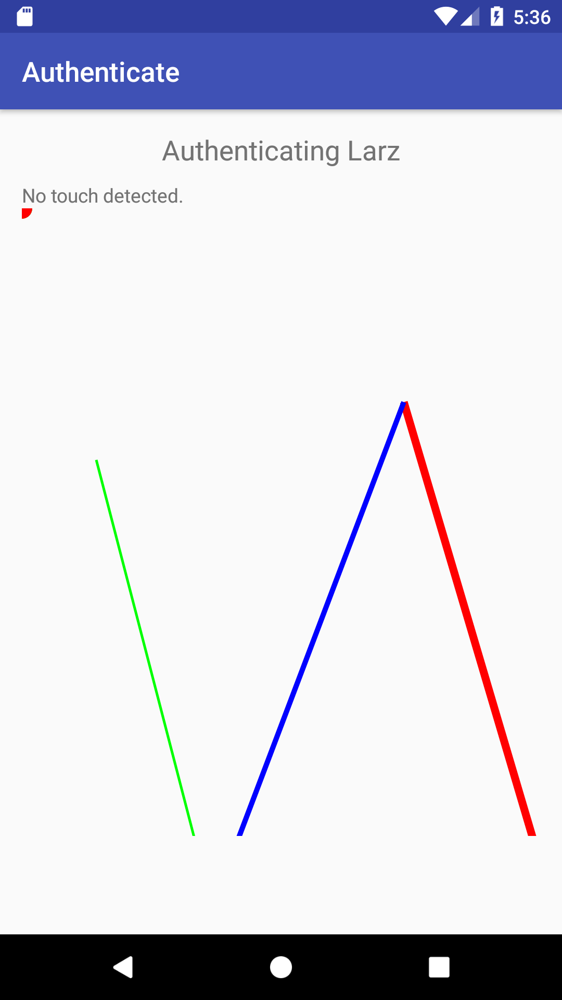 5:36
Authenticate
Authenticating Larz
No touch detected.